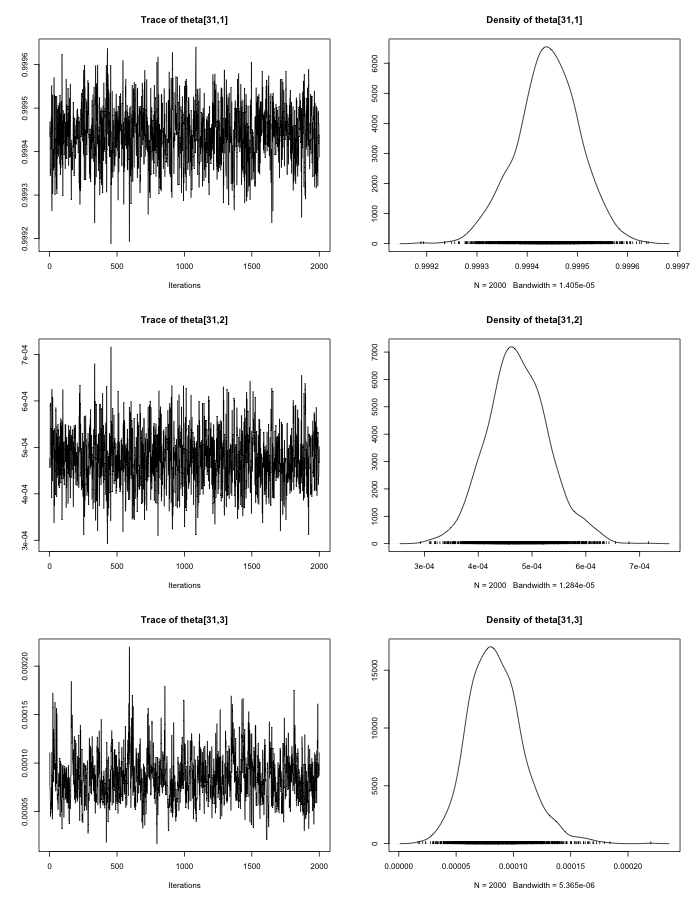 Trace of theta[31,1]
0.9992 0.9993 0.9994 0.9995 0.9996
0 500 1000 1500 2000
Iterations
Density of theta[31,1]
0 1000 2000 3000 4000 5000 6000
0.9992 0.9993 0.9994 0.9995 0.9996 0.9997
N = 2000 Bandwidth = 1.405e-05
Trace of theta[31,2]
3e-04 4e-04 5e-04 6e-04 7e-04
0 500 1000 1500 2000
Iterations
Density of theta[31,2]
0 1000 2000 3000 4000 5000 6000 7000
3e-04 4e-04 5e-04 6e-04 7e-04
N = 2000 Bandwidth = 1.284e-05
Trace of theta[31,3]
0.00005 0.00010 0.00015 0.00020
0 500 1000 1500 2000
Iterations
Density of theta[31,3]
0 5000 10000 15000
0.00000 0.00005 0.00010 0.00015 0.00020
N = 2000 Bandwidth = 5.365e-06